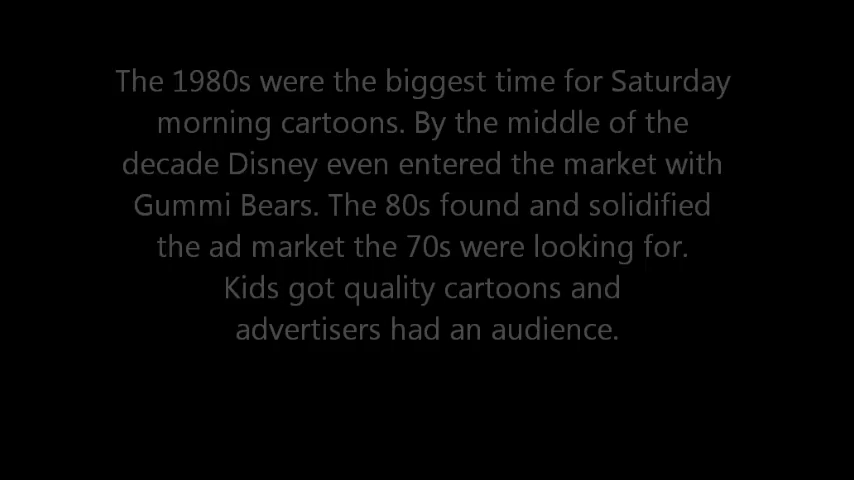 The 1980s were the biggest time for Saturday
morning cartoons. By the middle of the
decade Disney even entered the market with
Gummi Bears. The 80s found and solidified
the ad market the 70s were looking for.
Kids got quality cartoons and
advertisers had an audience.